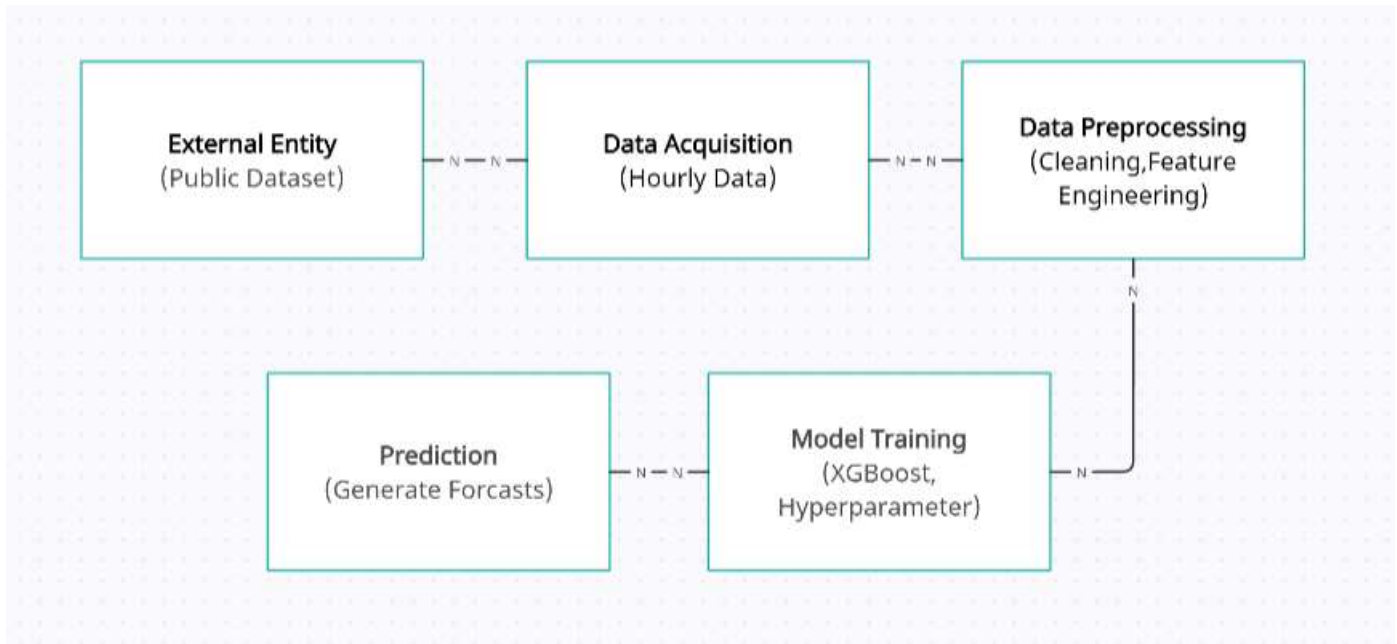 External Entity
(Public Dataset)
N N
Data Acquisition
(Hourly Data)
N N
Data Preprocessing
(Cleaning,Feature
Engineering)
N
Prediction
(Generate Forcasts)
N N
Model Training
(XGBoost,
Hyperparameter)
N